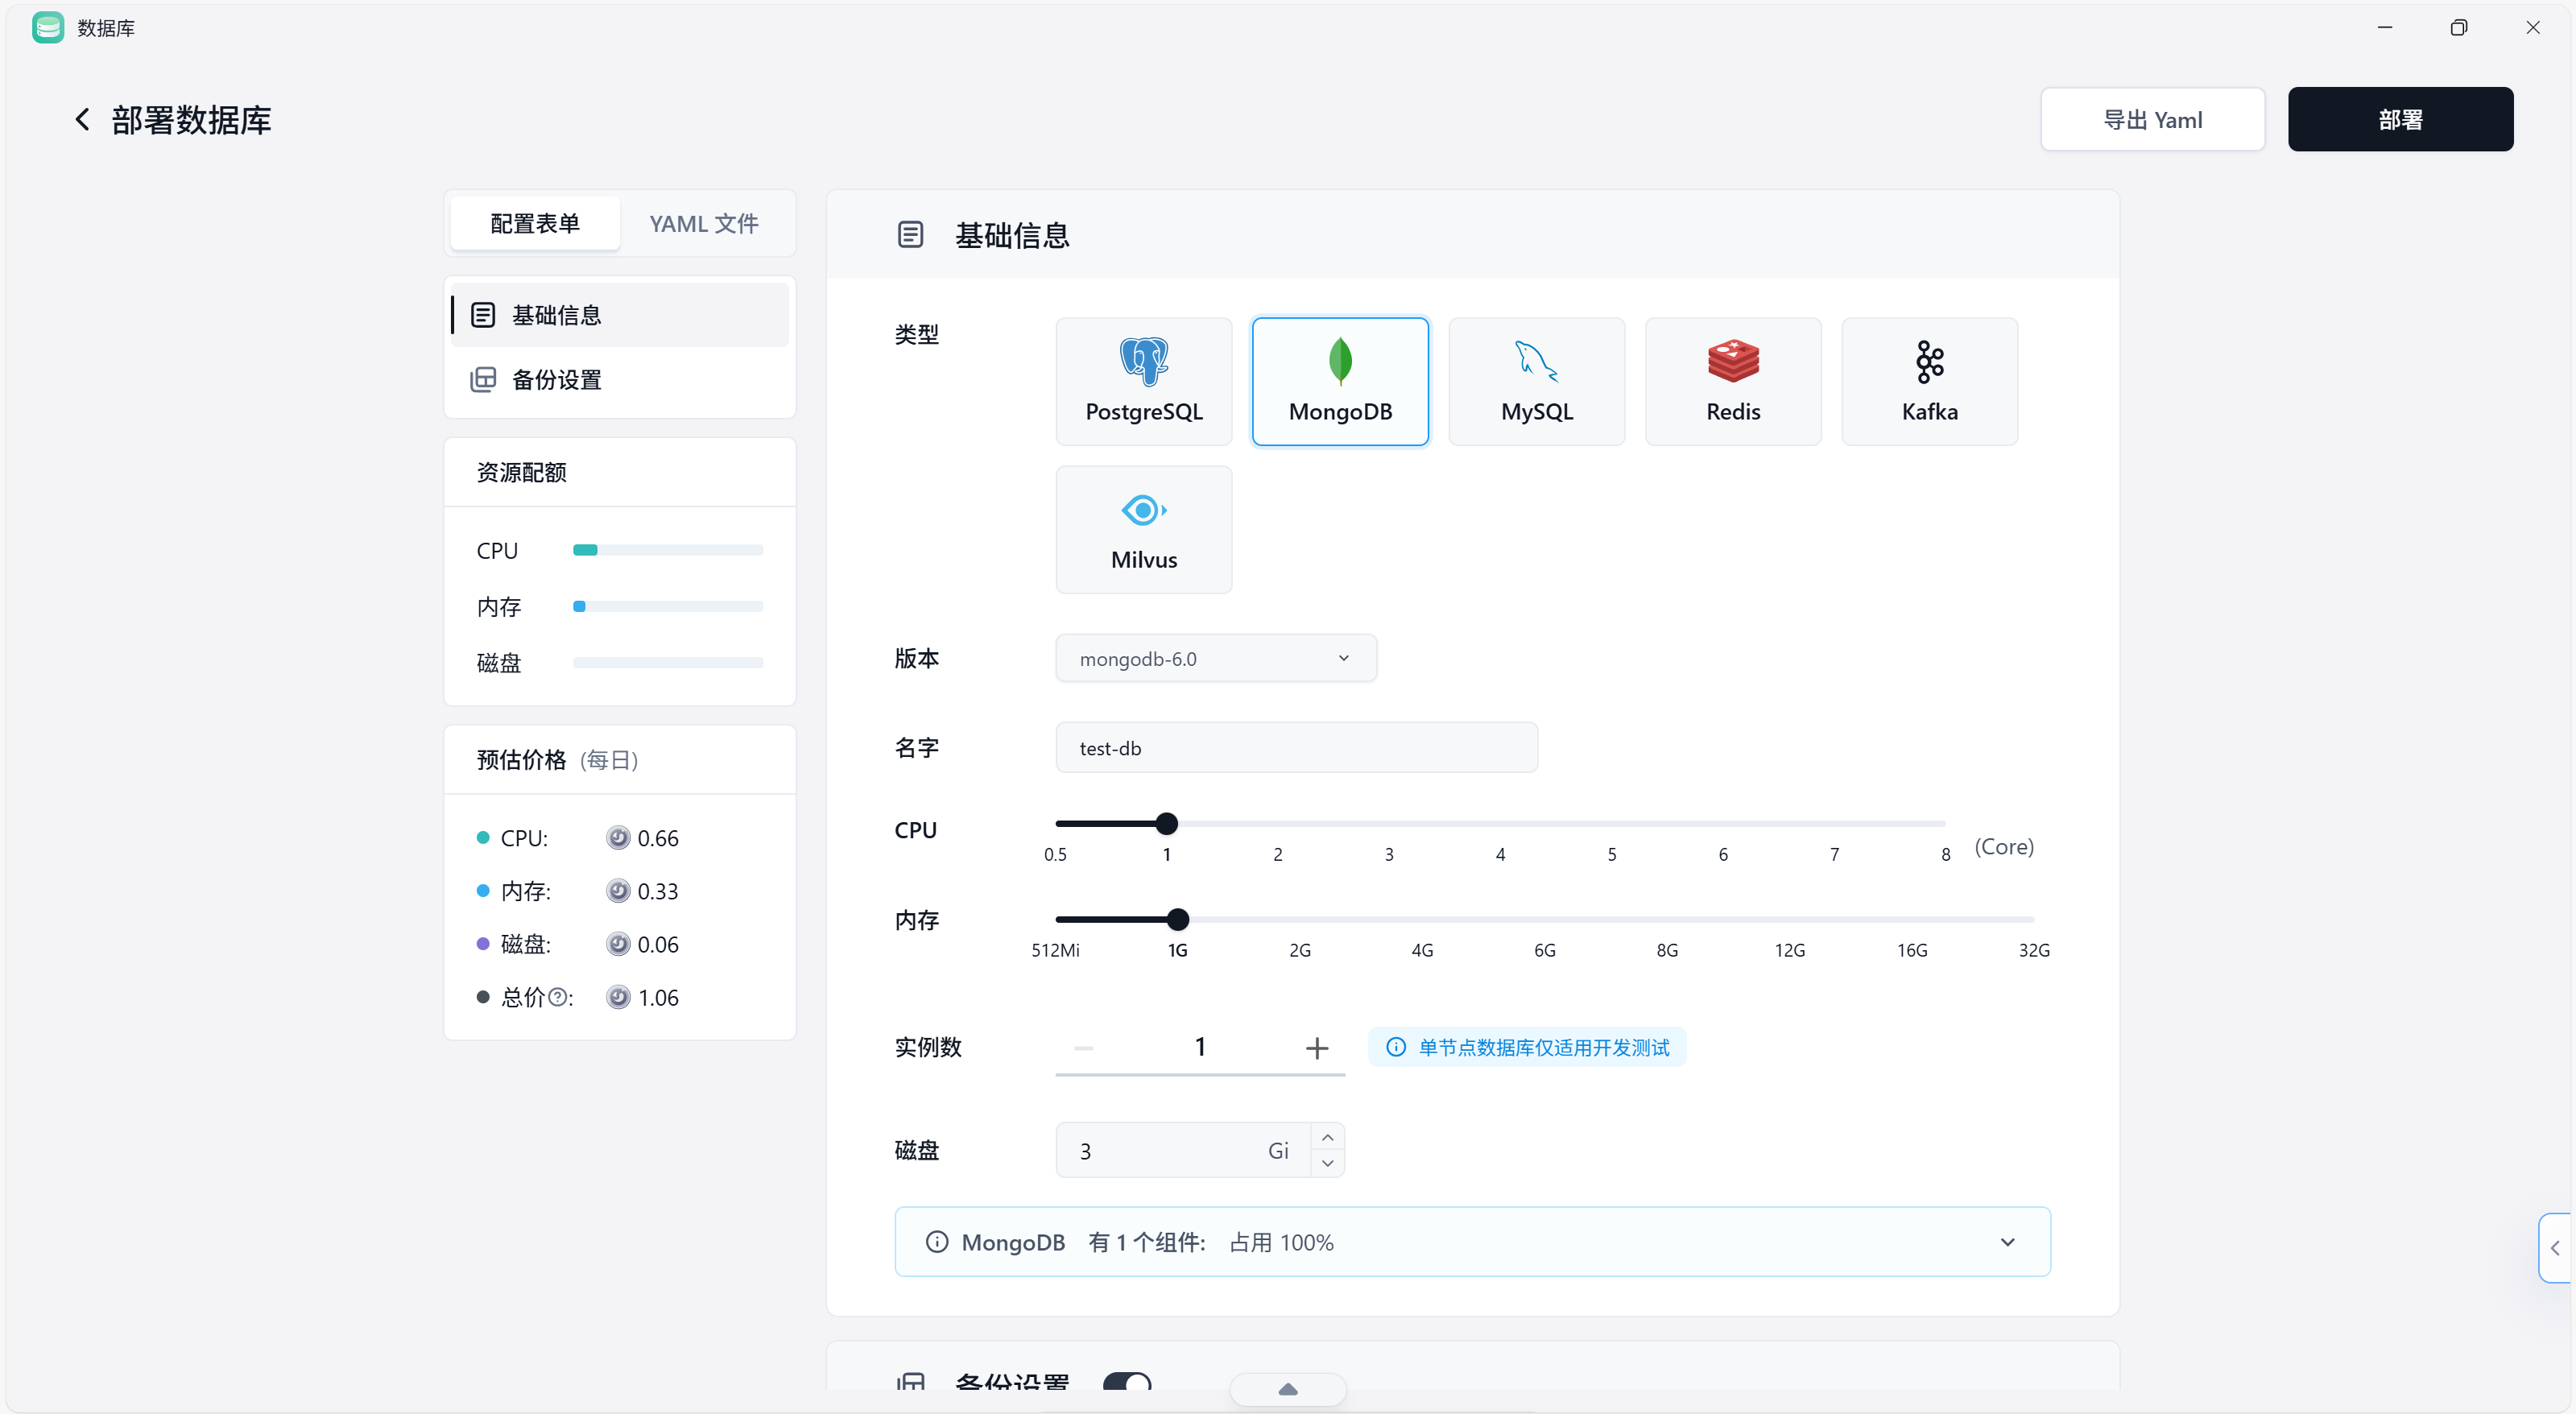 数据库
部署数据库
导出 Yaml
部署
配置表单
YAML 文件
基础信息
备份设置
资源配额
CPU
内存
磁盘
预估价格 (每日)
CPU: 0.66
内存: 0.33
磁盘: 0.06
总价?: 1.06
基础信息
类型
PostgreSQL
MongoDB
MySQL
Redis
Kafka
Milvus
版本
mongodb-6.0
名字
test-db
CPU
0.5 1 2 3 4 5 6 7 8 (Core)
内存
512Mi 1G 2G 4G 6G 8G 12G 16G 32G
实例数
1
单节点数据库仅适用开发测试
磁盘
3 Gi
MongoDB 有 1 个组件: 占用 100%
备份设置